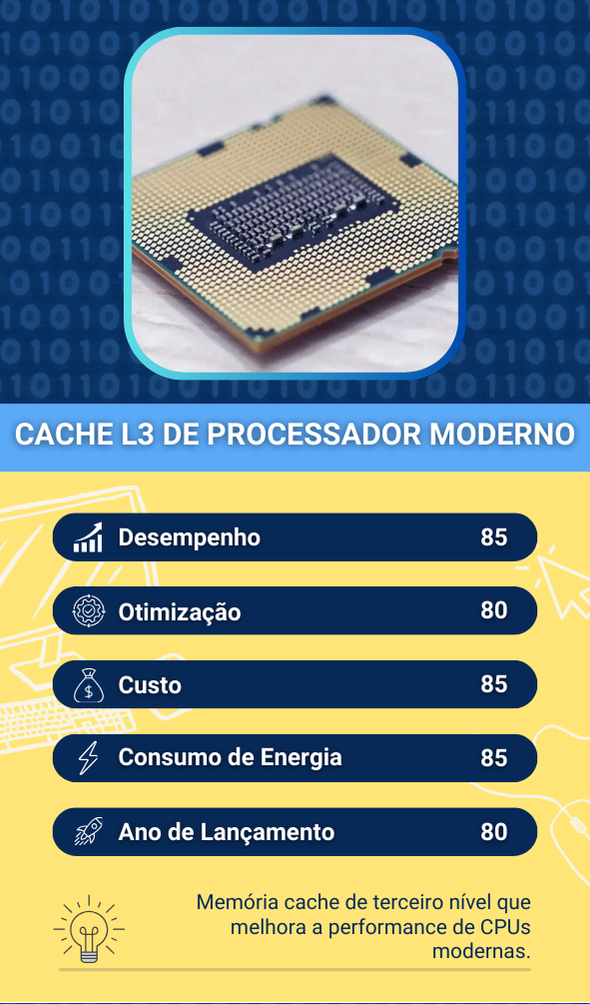 CACHE L3 DE PROCESSADOR MODERNO
Desempenho 85
Otimização 80
Custo 85
Consumo de Energia 85
Ano de Lançamento 80
Memória cache de terceiro nível que
melhora a performance de CPUs
modernas.